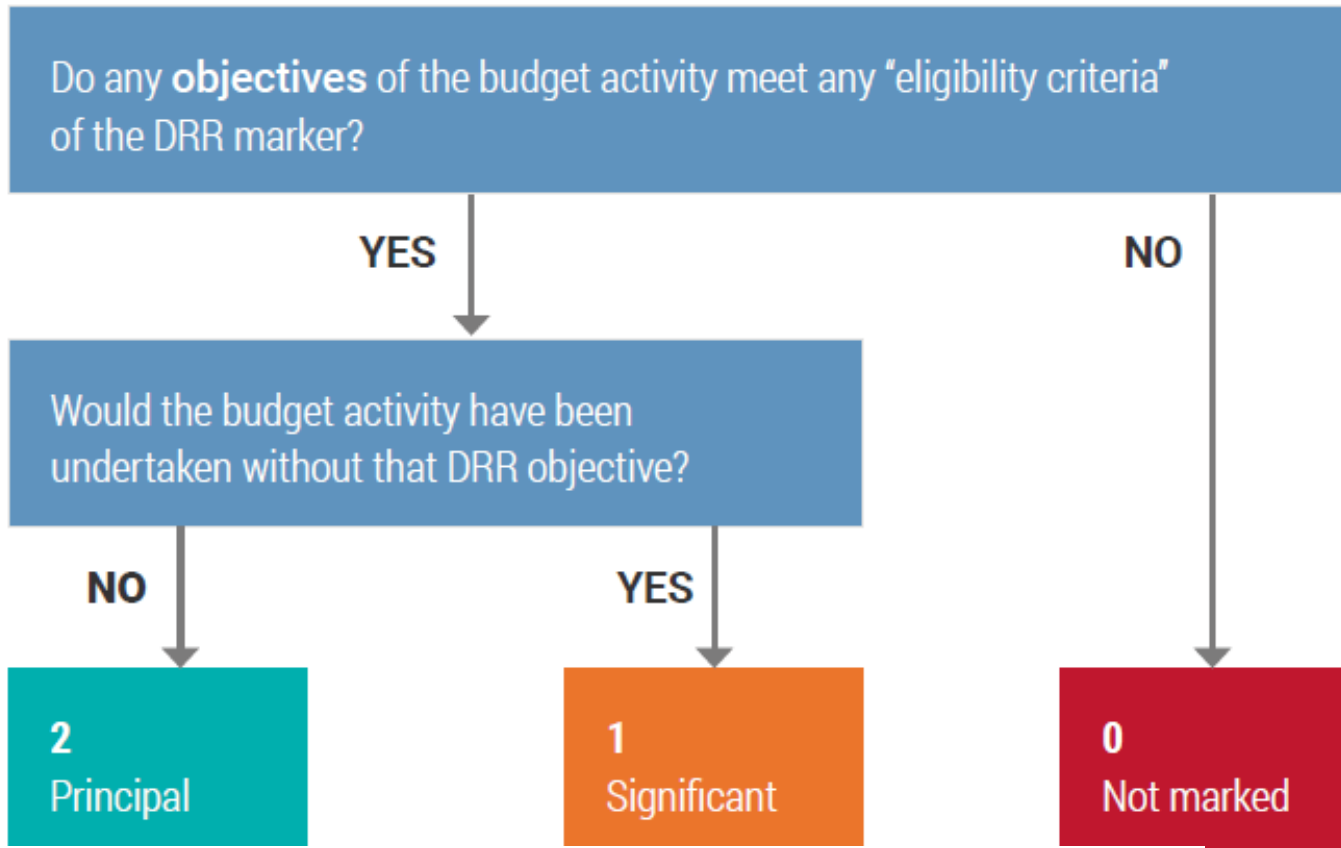 Do any objectives of the budget activity meet any “eligibility criteria”
of the DRR marker?
YES
NO
Would the budget activity have been
undertaken without that DRR objective?
NO
YES
2
Principal
1
Significant
0
Not marked